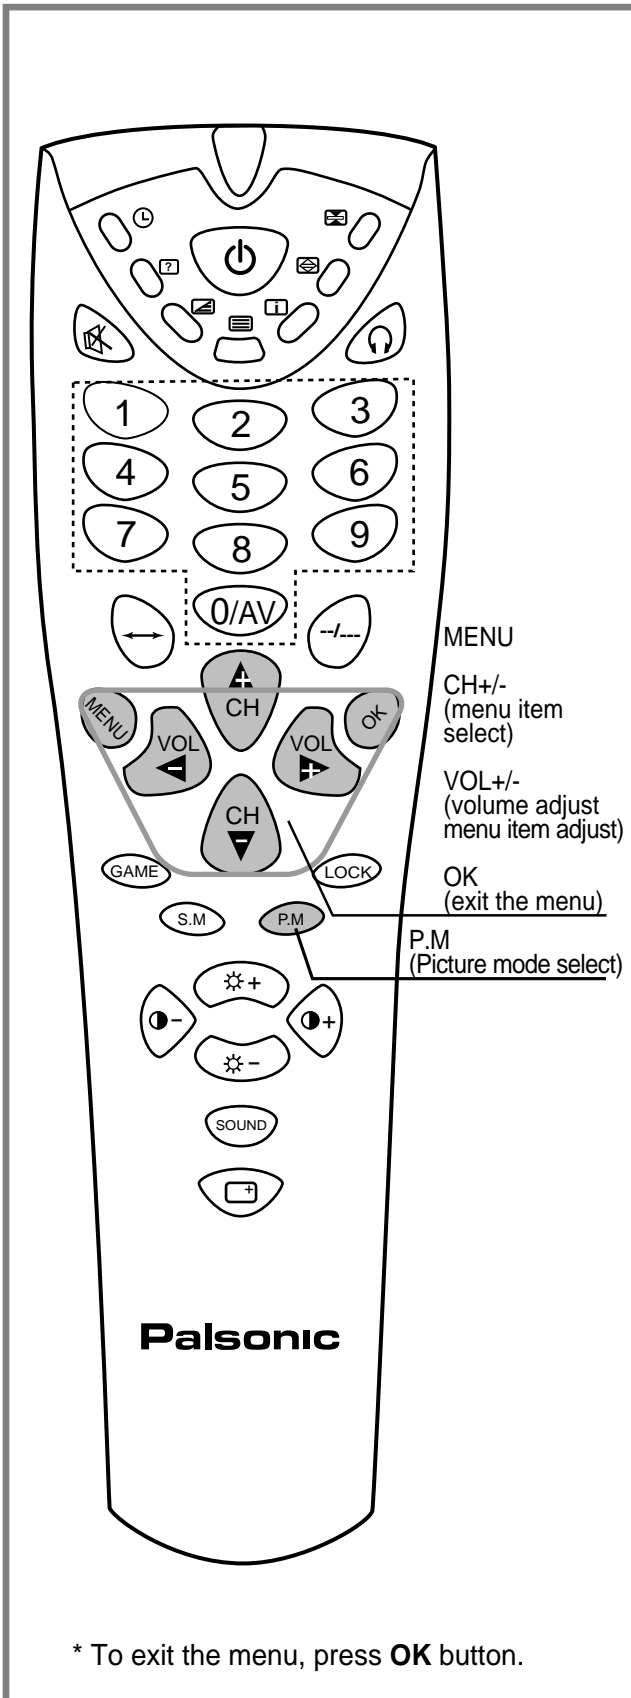 ?
i
1 2 3
4 5 6
7 8 9
0/AV
--/---
MENU
+
CH
OK
VOL
-
VOL
+
CH
-
GAME
LOCK
S.M
P.M
+
-
+
-
SOUND
+
Palsonic
MENU
CH+/-
(menu item
select)
VOL+/-
(volume adjust
menu item adjust)
OK
(exit the menu)
P.M
(Picture mode select)
* To exit the menu, press OK button.